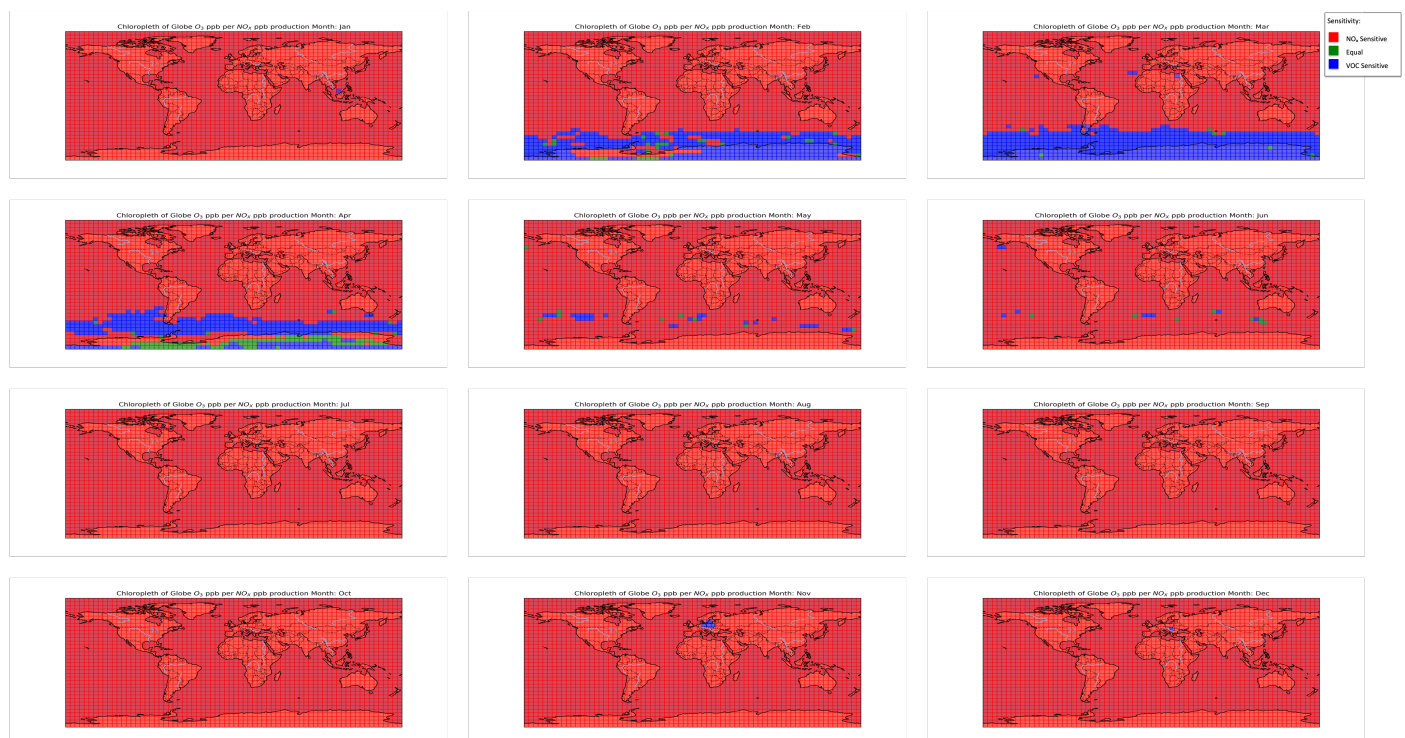 Chloropleth of Globe O₃ ppb per NOₓ ppb production Month: Jan
Chloropleth of Globe O₃ ppb per NOₓ ppb production Month: Feb
Chloropleth of Globe O₃ ppb per NOₓ ppb production Month: Mar
Sensitivity:
NOₓ Sensitive
Equal
VOC Sensitive
Chloropleth of Globe O₃ ppb per NOₓ ppb production Month: Apr
Chloropleth of Globe O₃ ppb per NOₓ ppb production Month: May
Chloropleth of Globe O₃ ppb per NOₓ ppb production Month: Jun
Chloropleth of Globe O₃ ppb per NOₓ ppb production Month: Jul
Chloropleth of Globe O₃ ppb per NOₓ ppb production Month: Aug
Chloropleth of Globe O₃ ppb per NOₓ ppb production Month: Sep
Chloropleth of Globe O₃ ppb per NOₓ ppb production Month: Oct
Chloropleth of Globe O₃ ppb per NOₓ ppb production Month: Nov
Chloropleth of Globe O₃ ppb per NOₓ ppb production Month: Dec